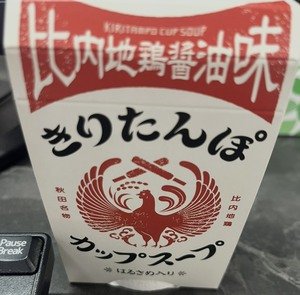 KIRITANPO CUP SOUP
比内地鶏醤油味
きりたんぽ
比内地鶏
秋田名物
カップスープ
はるさめ入り
Pause
Break